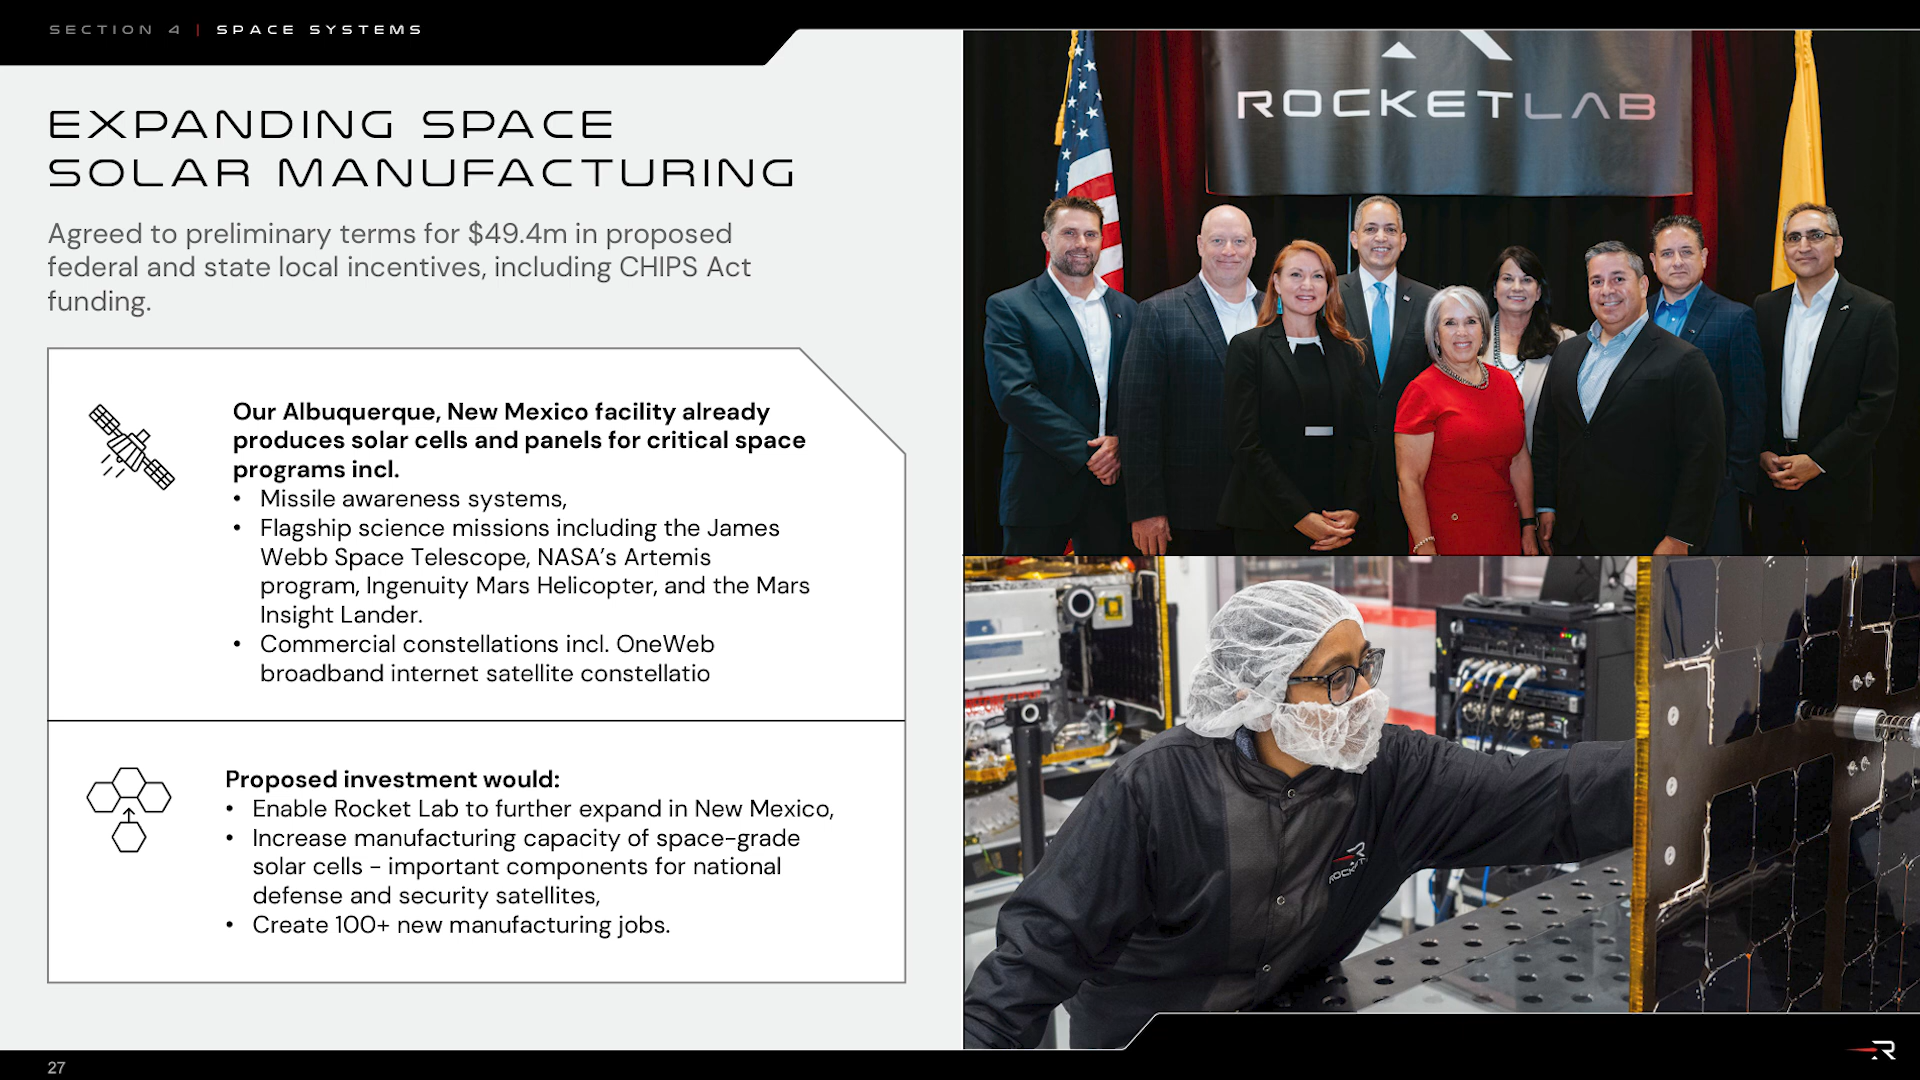 SECTION 4 | SPACE SYSTEMS
EXPANDING SPACE
SOLAR MANUFACTURING
Agreed to preliminary terms for $49.4m in proposed
federal and state local incentives, including CHIPS Act
funding.
Our Albuquerque, New Mexico facility already
produces solar cells and panels for critical space
programs incl.
• Missile awareness systems,
• Flagship science missions including the James
Webb Space Telescope, NASA's Artemis
program, Ingenuity Mars Helicopter, and the Mars
Insight Lander.
• Commercial constellations incl. OneWeb
broadband internet satellite constellatio
Proposed investment would:
• Enable Rocket Lab to further expand in New Mexico,
• Increase manufacturing capacity of space-grade
solar cells – important components for national
defense and security satellites,
• Create 100+ new manufacturing jobs.
ROCKETLAB
27